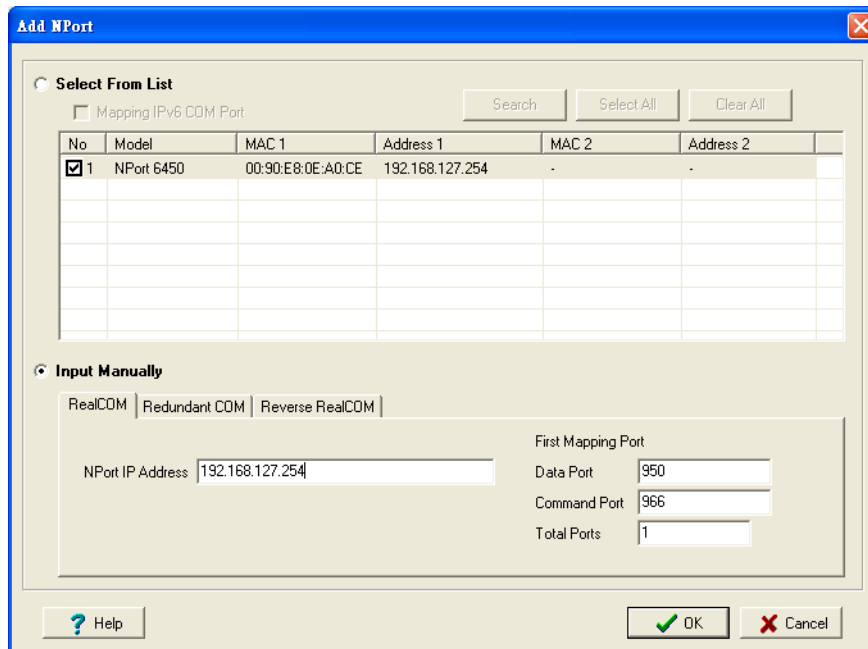 Add NPort
Select From List
Mapping IPv6 COM Port
Search
Select All
Clear All
No Model MAC 1 Address 1 MAC 2 Address 2
1 NPort 6450 00:90:E8:0E:A0:CE 192.168.127.254 - -
Input Manually
RealCOM Redundant COM Reverse RealCOM
First Mapping Port
NPort IP Address 192.168.127.254 Data Port 950
Command Port 966
Total Ports 1
? Help
OK
Cancel